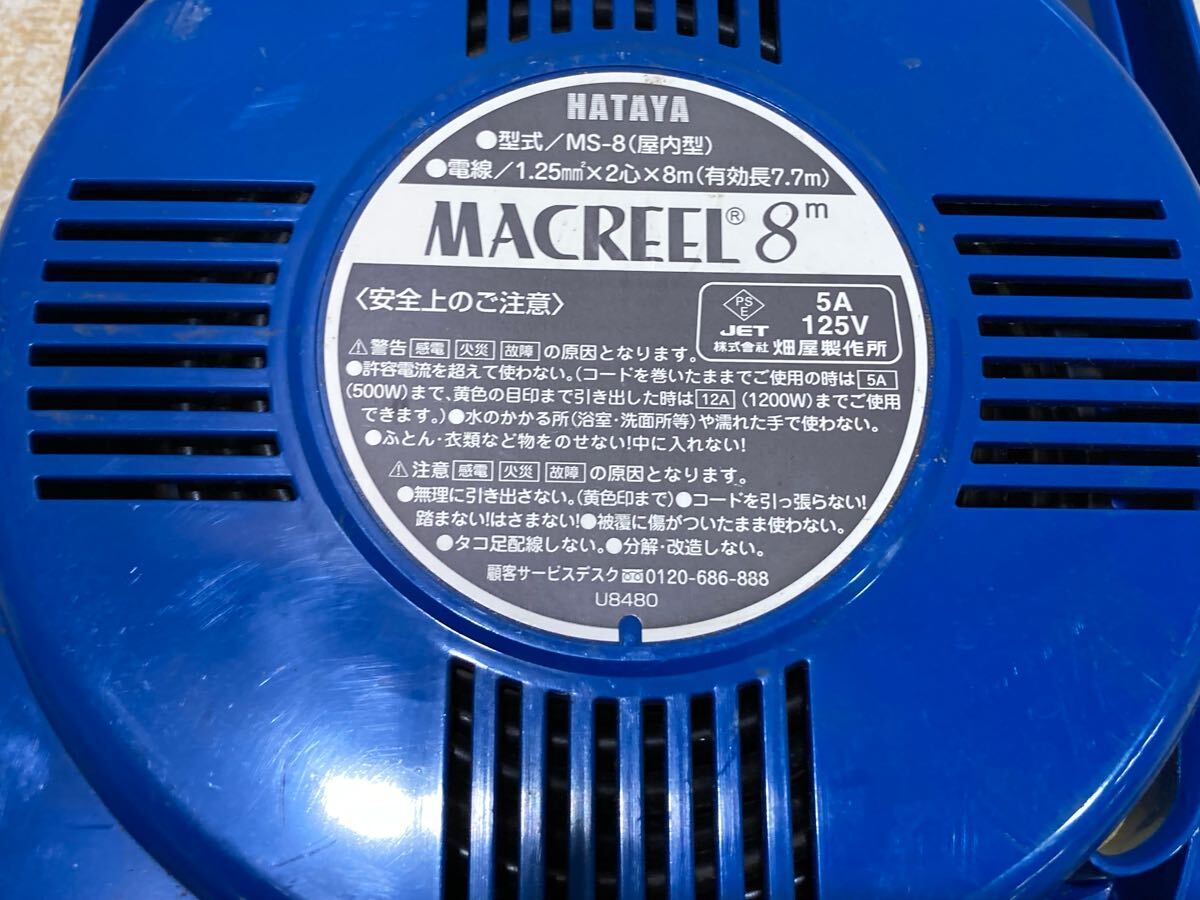 HATAYA
●型式/MS-8(屋内型)
●電線/1.25mm²×2心×8m(有効長7.7m)
MACREEL® 8m
〈安全上のご注意〉
PS
E
JET
5A
125V
株式会社 畑屋製作所
⚠警告 感電 火災 故障 の原因となります。
●許容電流を超えて使わない。(コードを巻いたままでご使用の時は 5A
(500W)まで、黄色の目印まで引き出した時は 12A (1200W)までご使用
できます。)●水のかかる所(浴室・洗面所等)や濡れた手で使わない。
●ふとん・衣類など物をのせない!中に入れない!
⚠注意 感電 火災 故障 の原因となります。
●無理に引き出さない。(黄色印まで)●コードを引っ張らない!
踏まない!はさまない!●被覆に傷がついたまま使わない。
●タコ足配線しない。●分解・改造しない。
顧客サービスデスク 0120-686-888
U8480